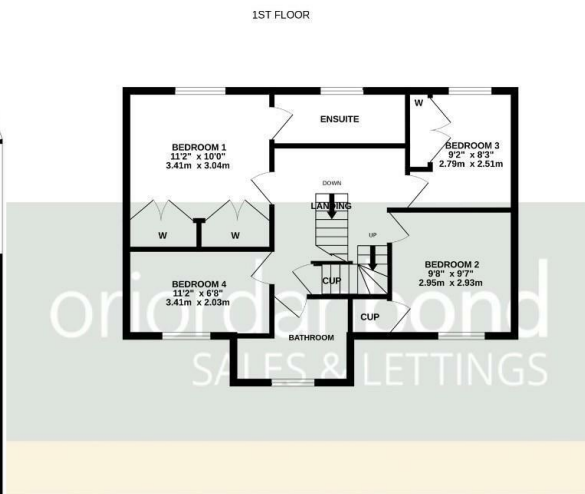 1ST FLOOR
W
ENSUITE
BEDROOM 1
11'2" x 10'0"
3.41m x 3.04m
BEDROOM 3
9'2" x 8'3"
2.79m x 2.51m
DOWN
LANDING
UP
W
W
BEDROOM 2
9'8" x 9'7"
2.95m x 2.93m
BEDROOM 4
11'2" x 6'8"
3.41m x 2.03m
CUP
CUP
BATHROOM
oriordanbond
SALES & LETTINGS